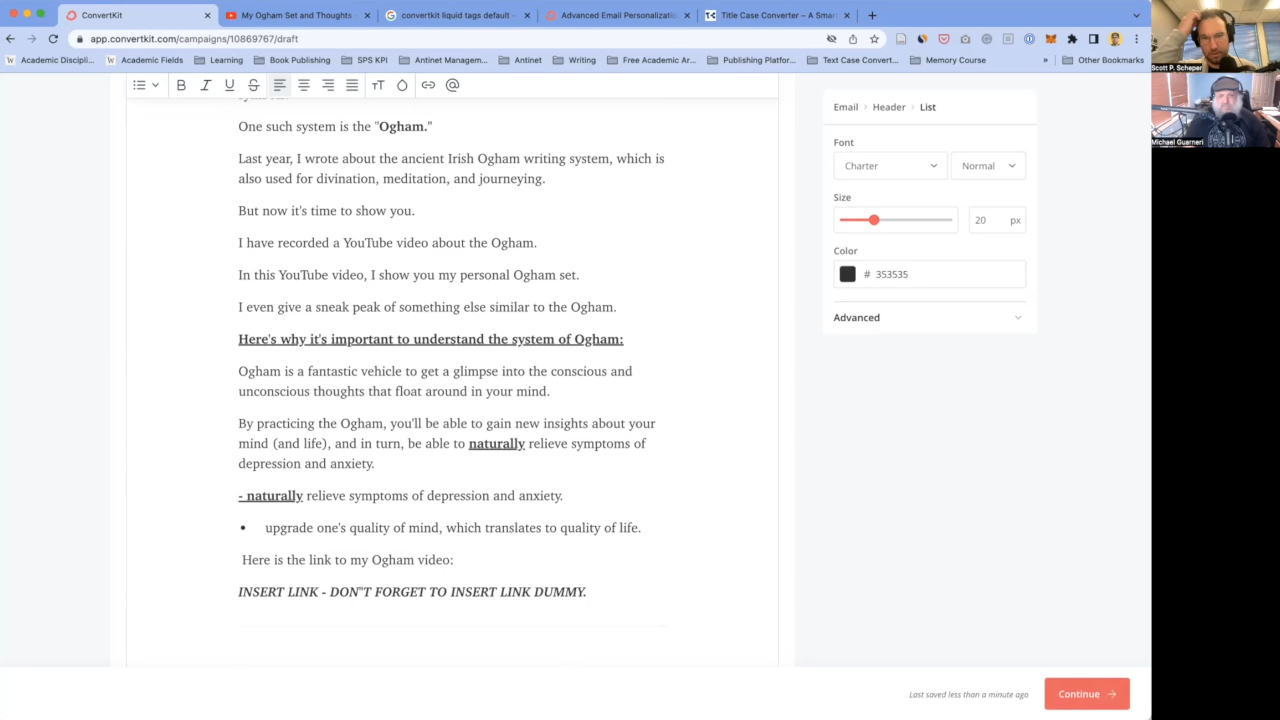 ConvertKit
My Ogham Set and Thoughts
convertkit liquid tags default
Advanced Email Personalizatio
Title Case Converter – A Smar
app.convertkit.com/campaigns/10869767/draft
Academic Discipli...
Academic Fields
Learning
Book Publishing
SPS KPI
Antinet Memberm...
Antinet
Writing
Free Academic Ar...
Publishing Platfor...
Text Case Convert...
Memory Course
Other Bookmarks
Scott P. Scheper
Michael Guarneri
One such system is the "Ogham."
Last year, I wrote about the ancient Irish Ogham writing system, which is
also used for divination, meditation, and journeying.
But now it's time to show you.
I have recorded a YouTube video about the Ogham.
In this YouTube video, I show you my personal Ogham set.
I even give a sneak peak of something else similar to the Ogham.
Here's why it's important to understand the system of Ogham:
Ogham is a fantastic vehicle to get a glimpse into the conscious and
unconscious thoughts that float around in your mind.
By practicing the Ogham, you'll be able to gain new insights about your
mind (and life), and in turn, be able to naturally relieve symptoms of
depression and anxiety.
- naturally relieve symptoms of depression and anxiety.
• upgrade one's quality of mind, which translates to quality of life.
Here is the link to my Ogham video:
INSERT LINK - DON"T FORGET TO INSERT LINK DUMMY.
Email > Header > List
Font
Charter
Normal
Size
20 px
Color
# 353535
Advanced
Last saved less than a minute ago
Continue →